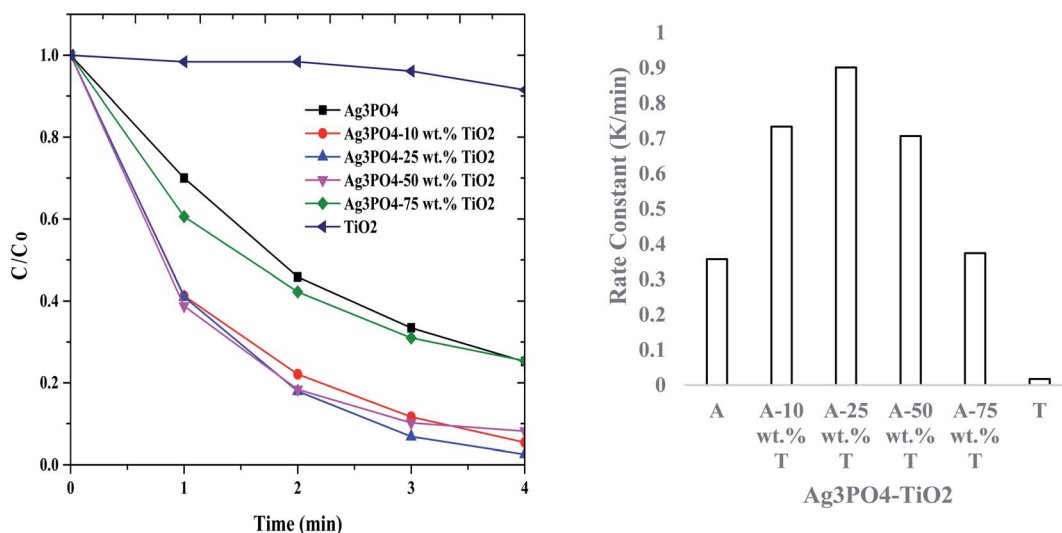 C/Co
1.0
0.8
0.6
0.4
0.2
0.0
Ag3PO4
Ag3PO4-10 wt.% TiO2
Ag3PO4-25 wt.% TiO2
Ag3PO4-50 wt.% TiO2
Ag3PO4-75 wt.% TiO2
TiO2
0 1 2 3 4
Time (min)
Rate Constant (K/min)
1
0.9
0.8
0.7
0.6
0.5
0.4
0.3
0.2
0.1
0
A A-10 A-25 A-50 A-75 T
wt.% wt.% wt.% wt.%
T T T T
Ag3PO4-TiO2